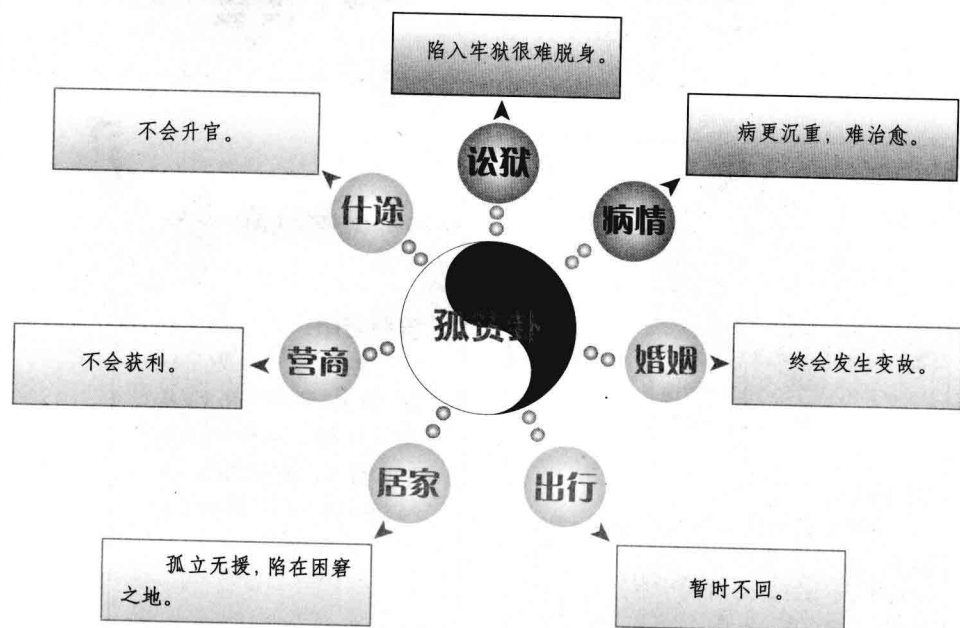 陷入牢狱很难脱身。
不会升官。
病更沉重，难治愈。
讼狱
仕途
病情
孤贫卦
不会获利。
营商
婚姻
终会发生变故。
居家
出行
孤立无援，陷在困窘
之地。
暂时不回。